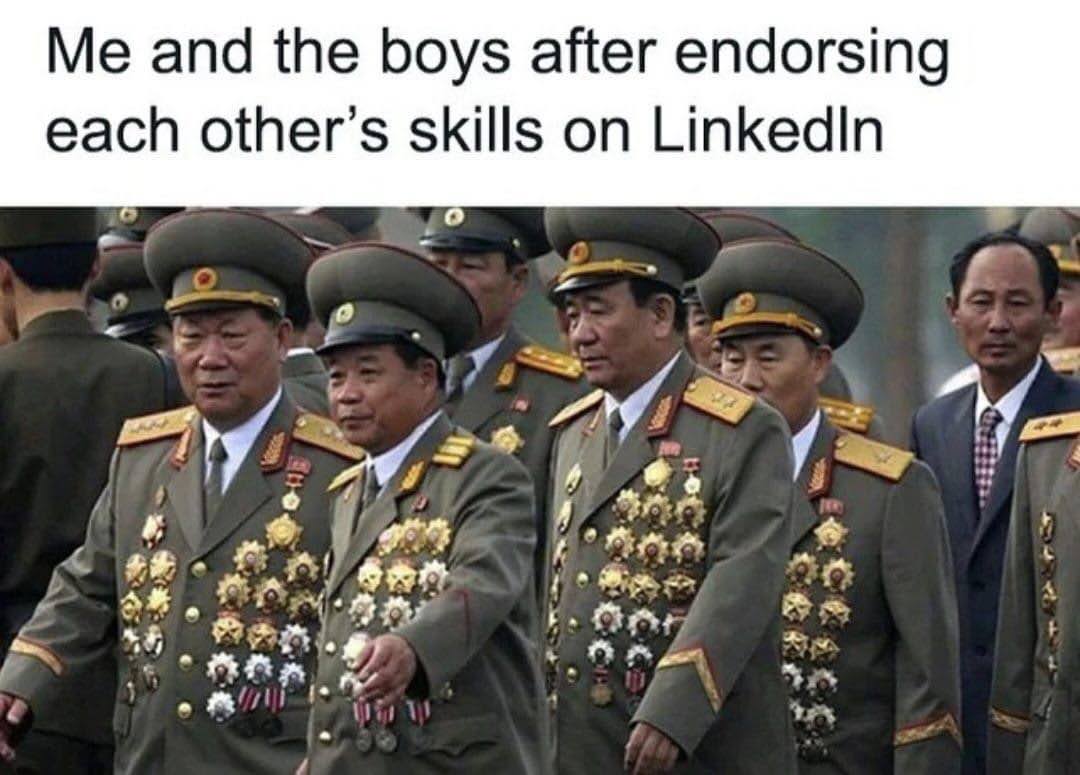 Me and the boys after endorsing
each other’s skills on LinkedIn